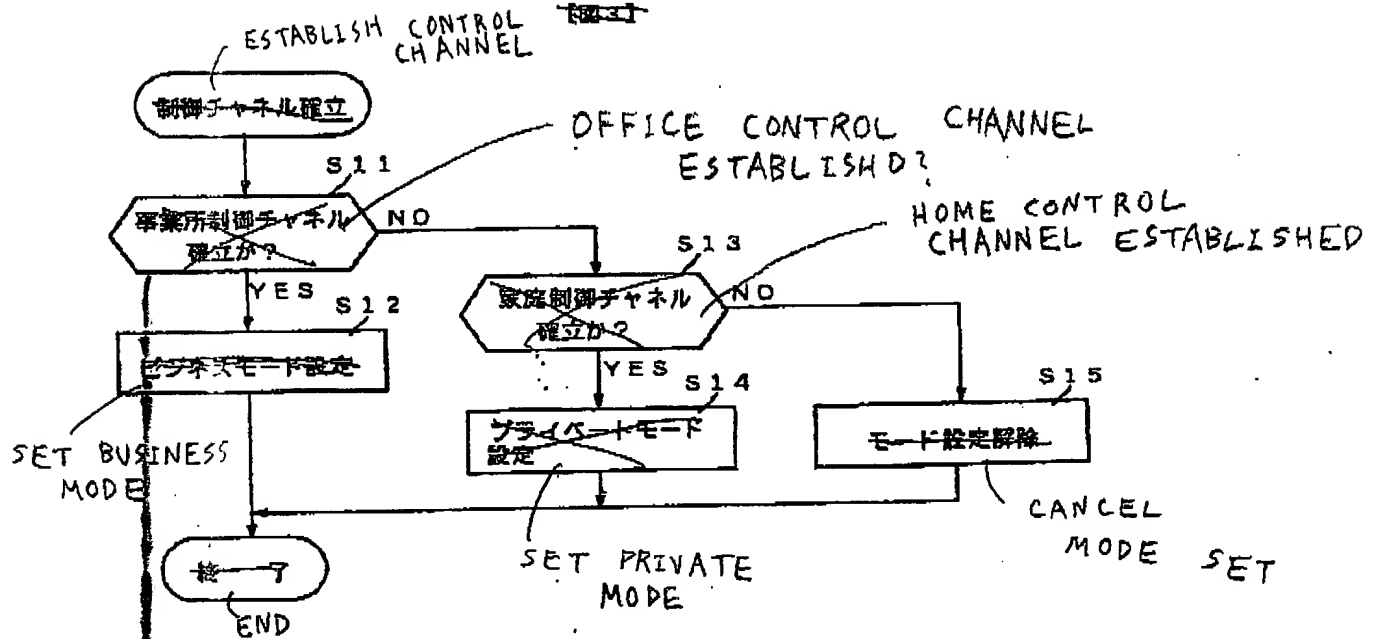 【図3】
ESTABLISH CONTROL
CHANNEL
制御チャネル確立
OFFICE CONTROL CHANNEL
ESTABLISHD?
S11
事業所制御チャネル
確立か?
NO
YES
HOME CONTROL
CHANNEL ESTABLISHED
S13
家庭制御チャネル
確立か?
NO
YES
S12
ビジネスモード設定
SET BUSINESS
MODE
S14
プライベートモード
設定
SET PRIVATE
MODE
S15
モード設定解除
CANCEL
MODE SET
終了
END